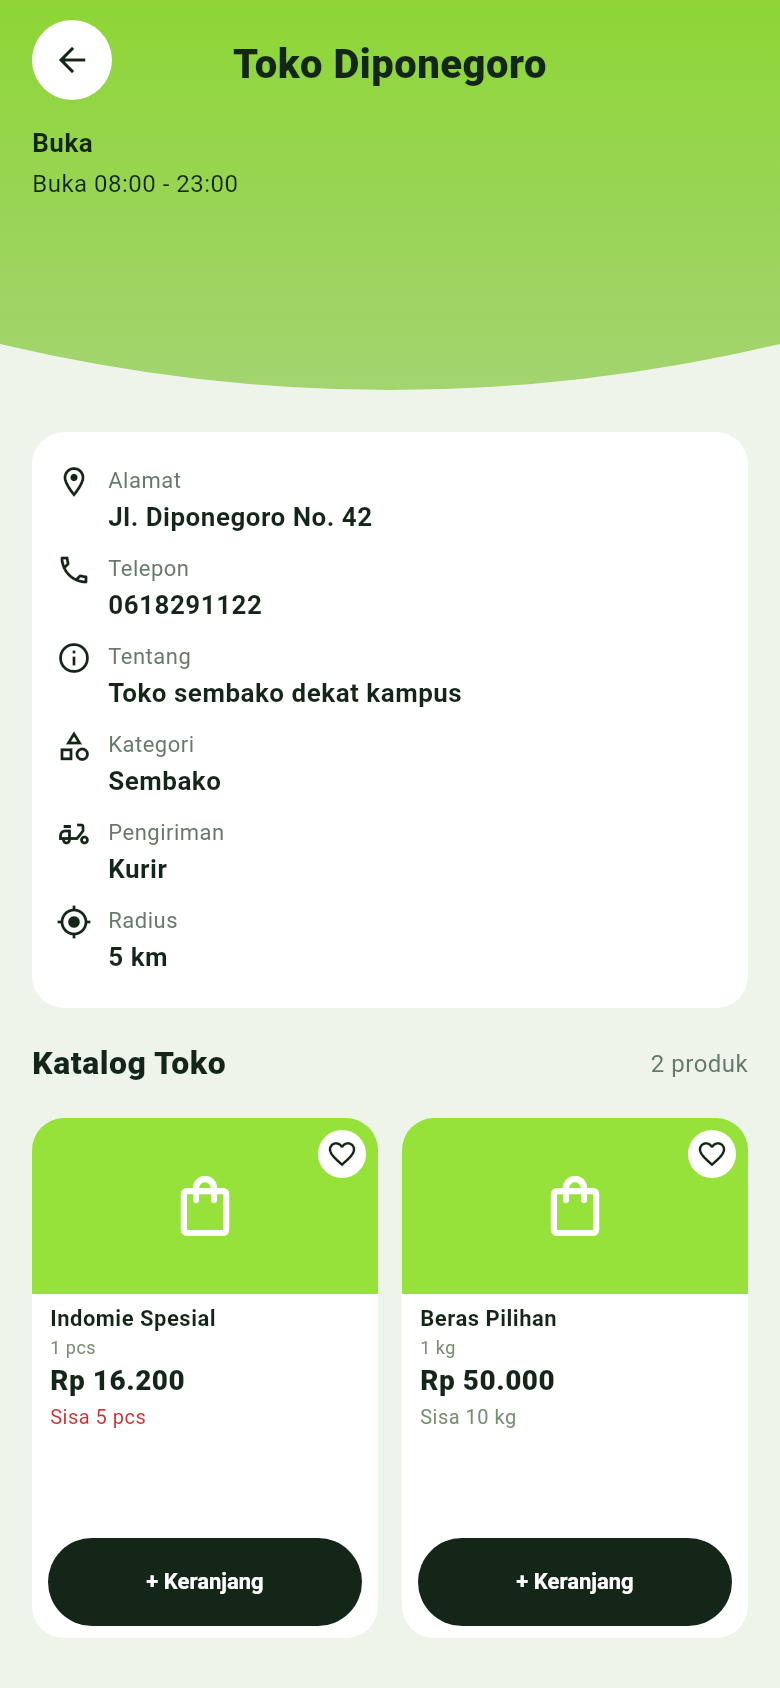 Toko Diponegoro
Buka
Buka 08:00 - 23:00
Alamat
Jl. Diponegoro No. 42
Telepon
0618291122
Tentang
Toko sembako dekat kampus
Kategori
Sembako
Pengiriman
Kurir
Radius
5 km
Katalog Toko
2 produk
Indomie Spesial
1 pcs
Rp 16.200
Sisa 5 pcs
+ Keranjang
Beras Pilihan
1 kg
Rp 50.000
Sisa 10 kg
+ Keranjang